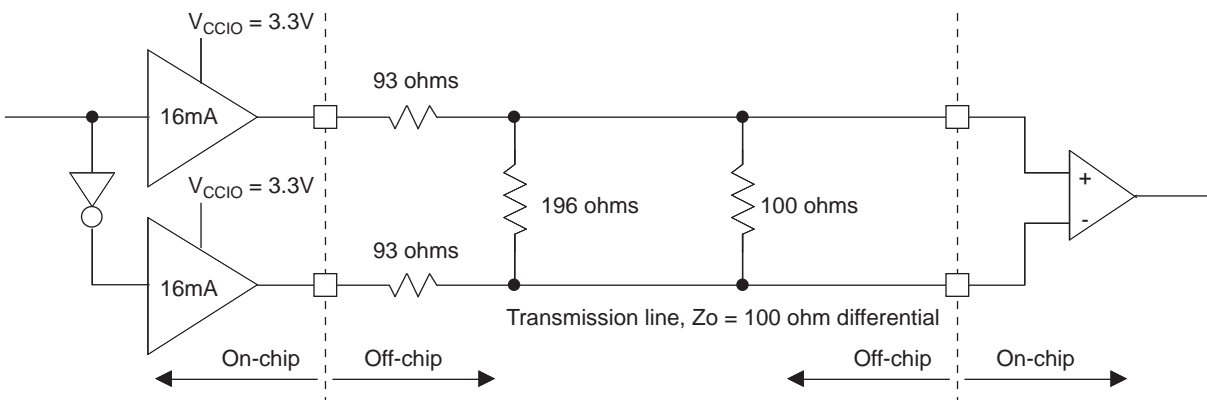 VCCIO = 3.3V
16mA
93 ohms
VCCIO = 3.3V
16mA
93 ohms
196 ohms
100 ohms
+
-
Transmission line, Zo = 100 ohm differential
On-chip
Off-chip
Off-chip
On-chip